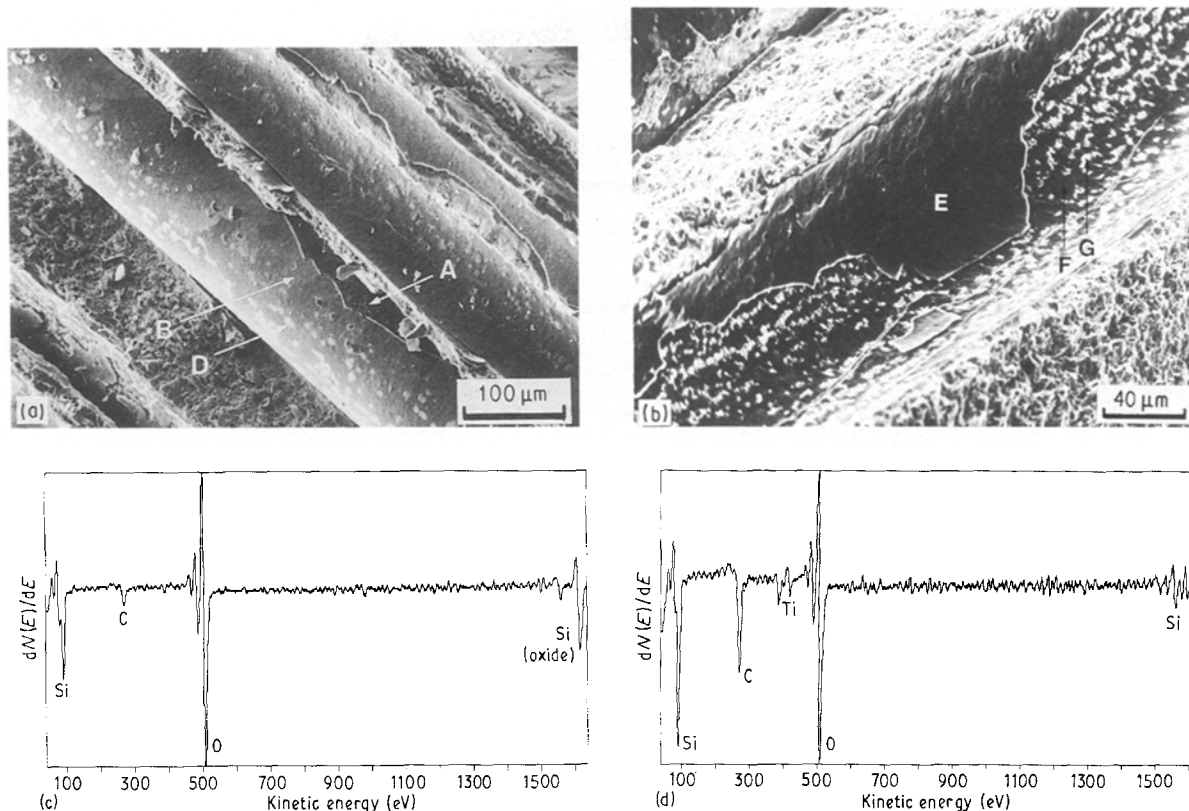 A
B
D
(a)
100 μm
E
G
F
(b)
40 μm
dN(E)/dE
Si
C
O
Si
(oxide)
100 300 500 700 900 1100 1300 1500
(c) Kinetic energy (eV)
dN(E)/dE
Si
C
Ti
O
Si
100 300 500 700 900 1100 1300 1500
(d) Kinetic energy (eV)